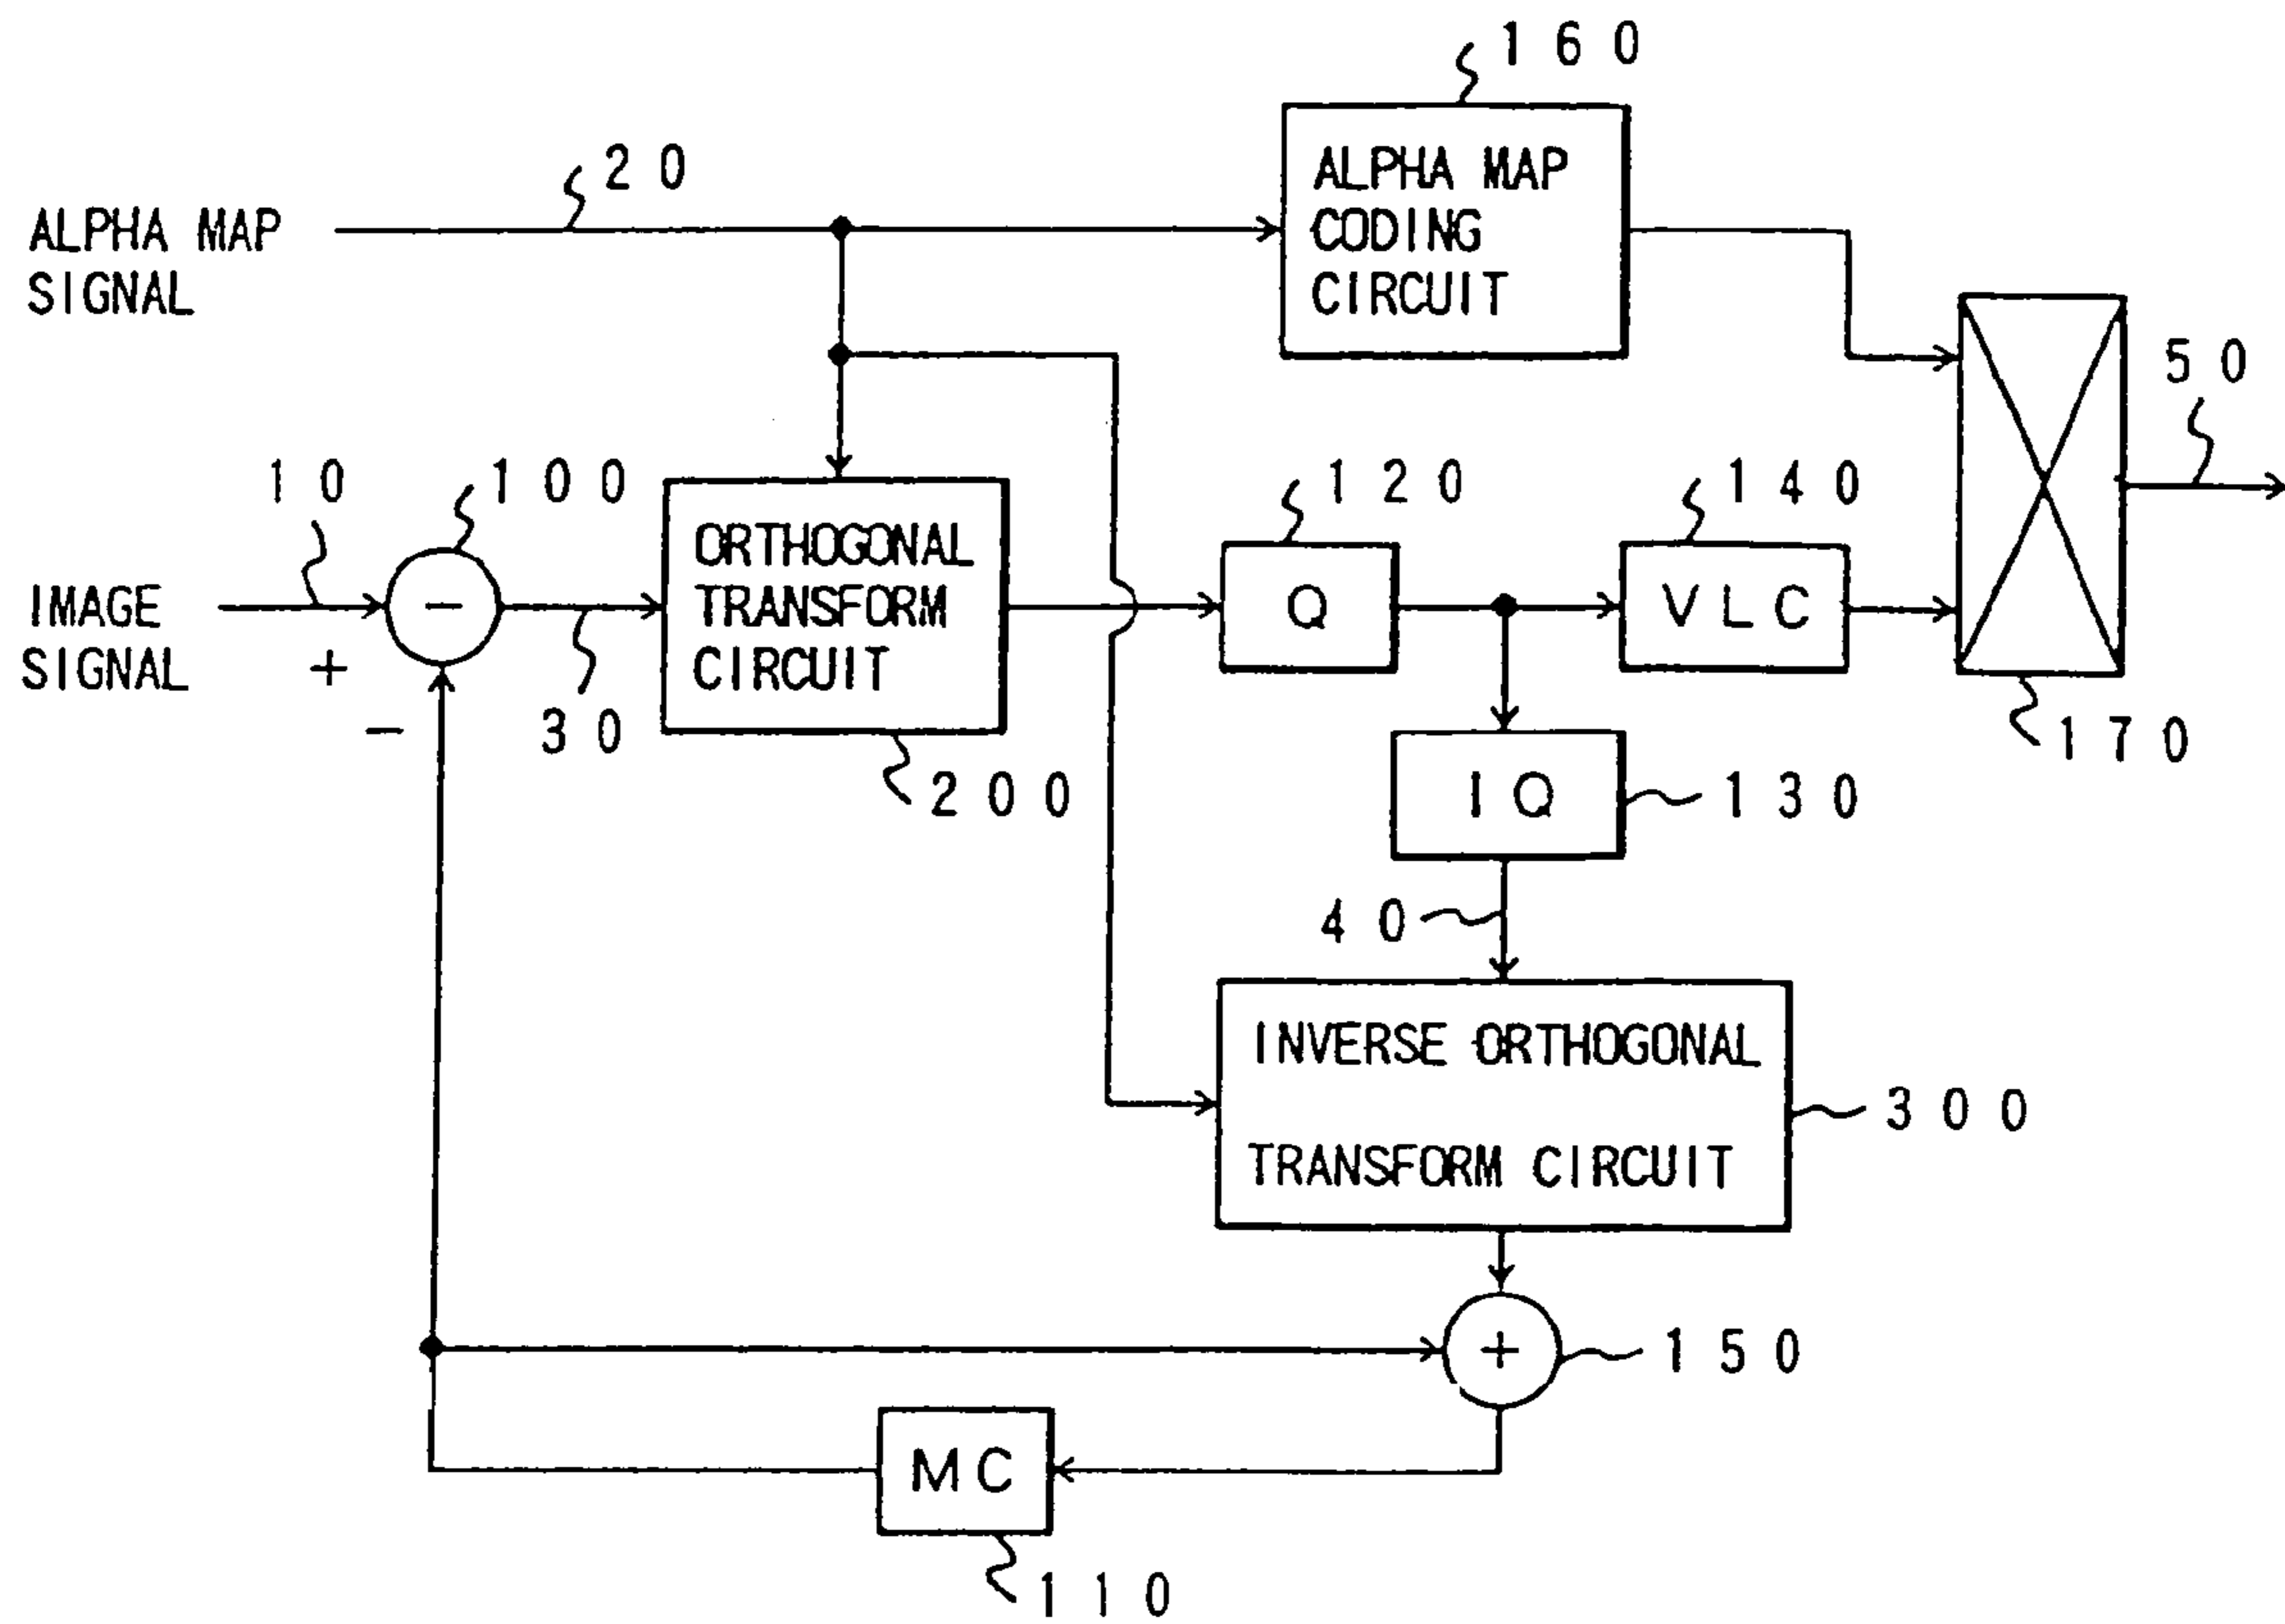 160
20
ALPHA MAP
SIGNAL
ALPHA MAP
CODING
CIRCUIT
50
10
100
120
140
IMAGE
SIGNAL
+
-
-
30
ORTHOGONAL
TRANSFORM
CIRCUIT
200
Q
VLC
170
IQ
130
40
INVERSE ORTHOGONAL
TRANSFORM CIRCUIT
300
+
150
MC
110